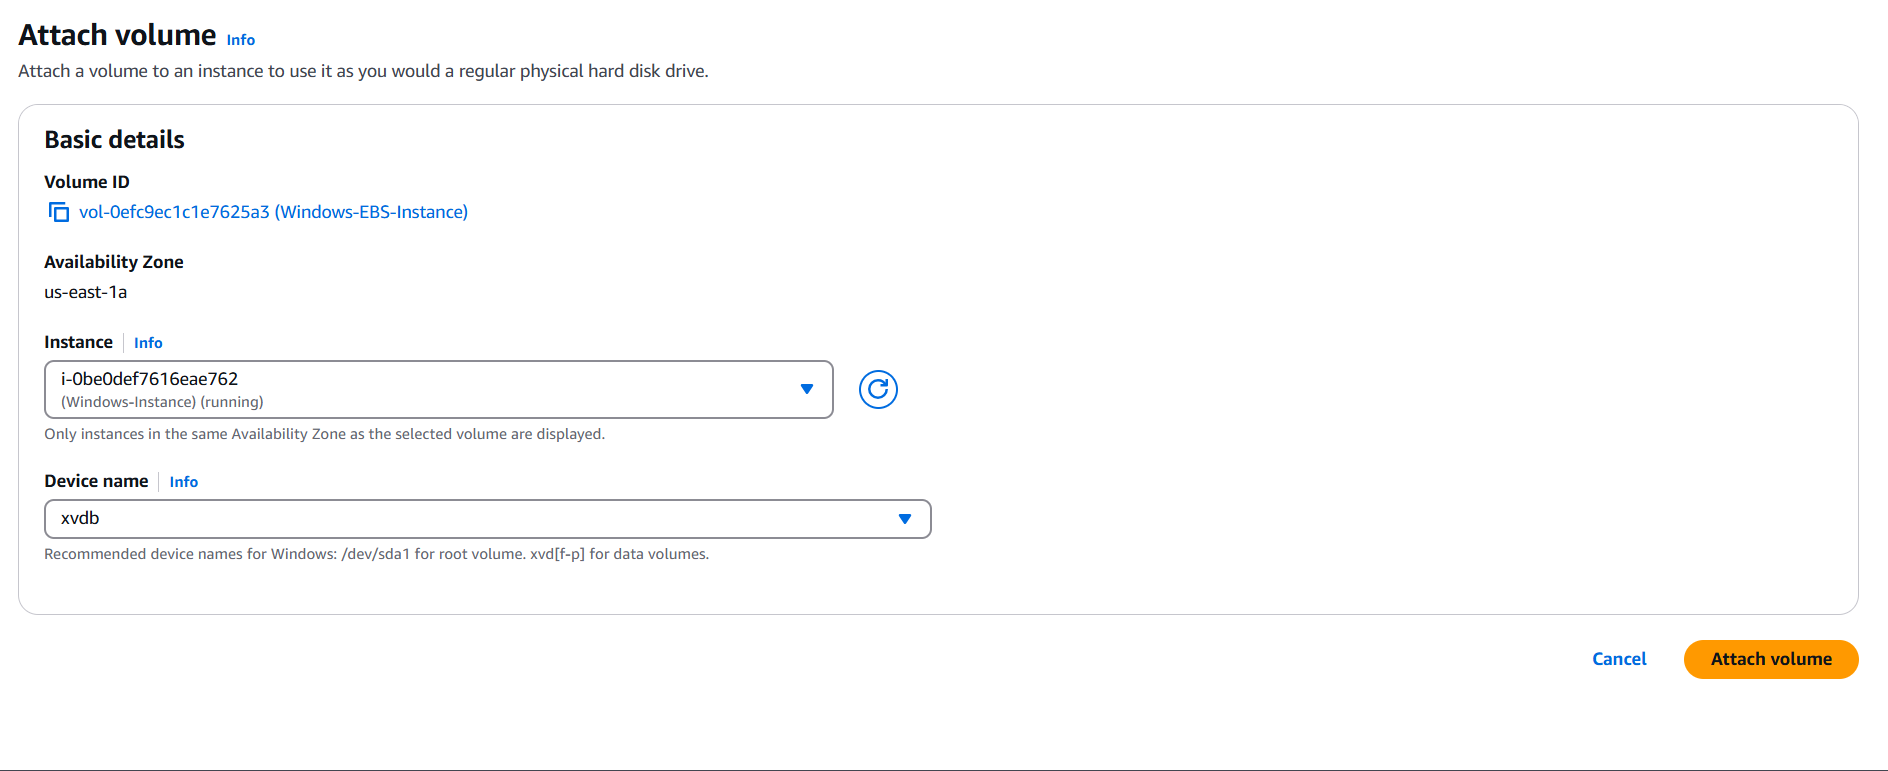 Attach volume Info
Attach a volume to an instance to use it as you would a regular physical hard disk drive.
Basic details
Volume ID
vol-0efc9ec1c1e7625a3 (Windows-EBS-Instance)
Availability Zone
us-east-1a
Instance Info
i-0be0def7616eae762
(Windows-Instance) (running)
Only instances in the same Availability Zone as the selected volume are displayed.
Device name Info
xvdb
Recommended device names for Windows: /dev/sda1 for root volume. xvd[f-p] for data volumes.
Cancel Attach volume